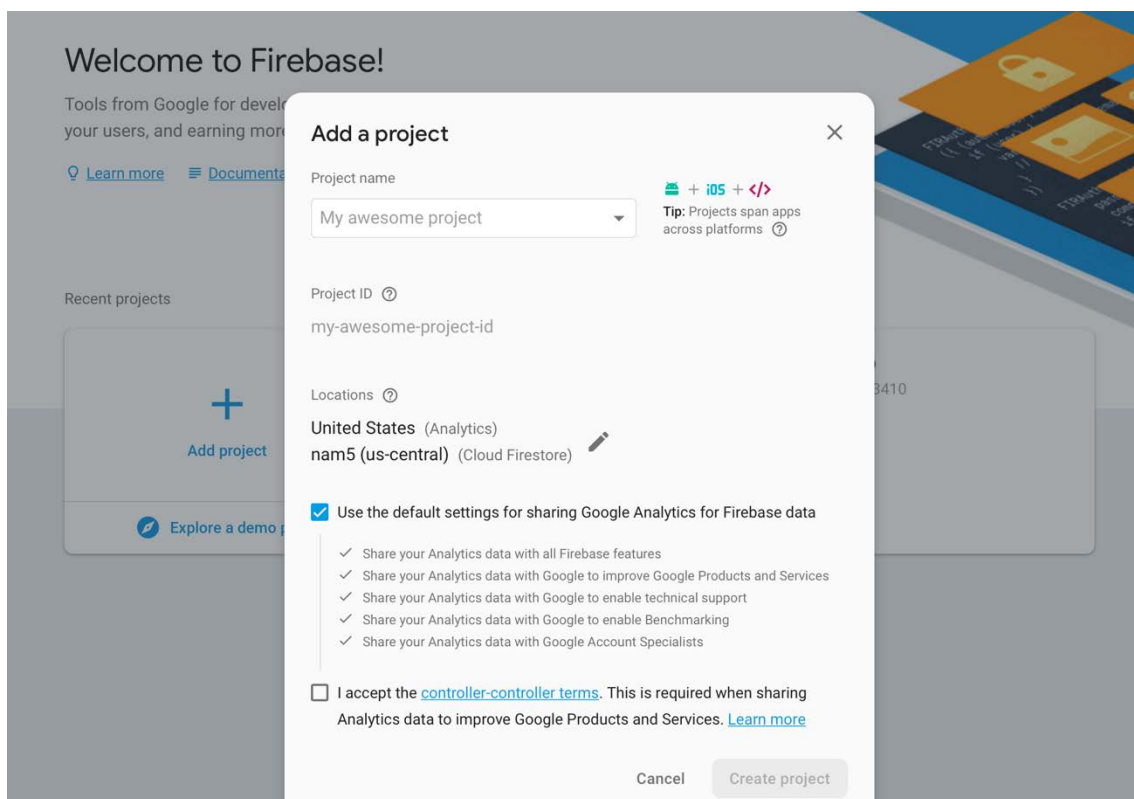 Welcome to Firebase!
Tools from Google for devel
your users, and earning more
Learn more Documenta
Recent projects
Add project
Explore a demo p
Add a project
Project name
My awesome project
+ iOS + </>
Tip: Projects span apps
across platforms
Project ID
my-awesome-project-id
Locations
United States (Analytics)
nam5 (us-central) (Cloud Firestore)
Use the default settings for sharing Google Analytics for Firebase data
Share your Analytics data with all Firebase features
Share your Analytics data with Google to improve Google Products and Services
Share your Analytics data with Google to enable technical support
Share your Analytics data with Google to enable Benchmarking
Share your Analytics data with Google Account Specialists
I accept the controller-controller terms. This is required when sharing
Analytics data to improve Google Products and Services. Learn more
Cancel Create project
3410